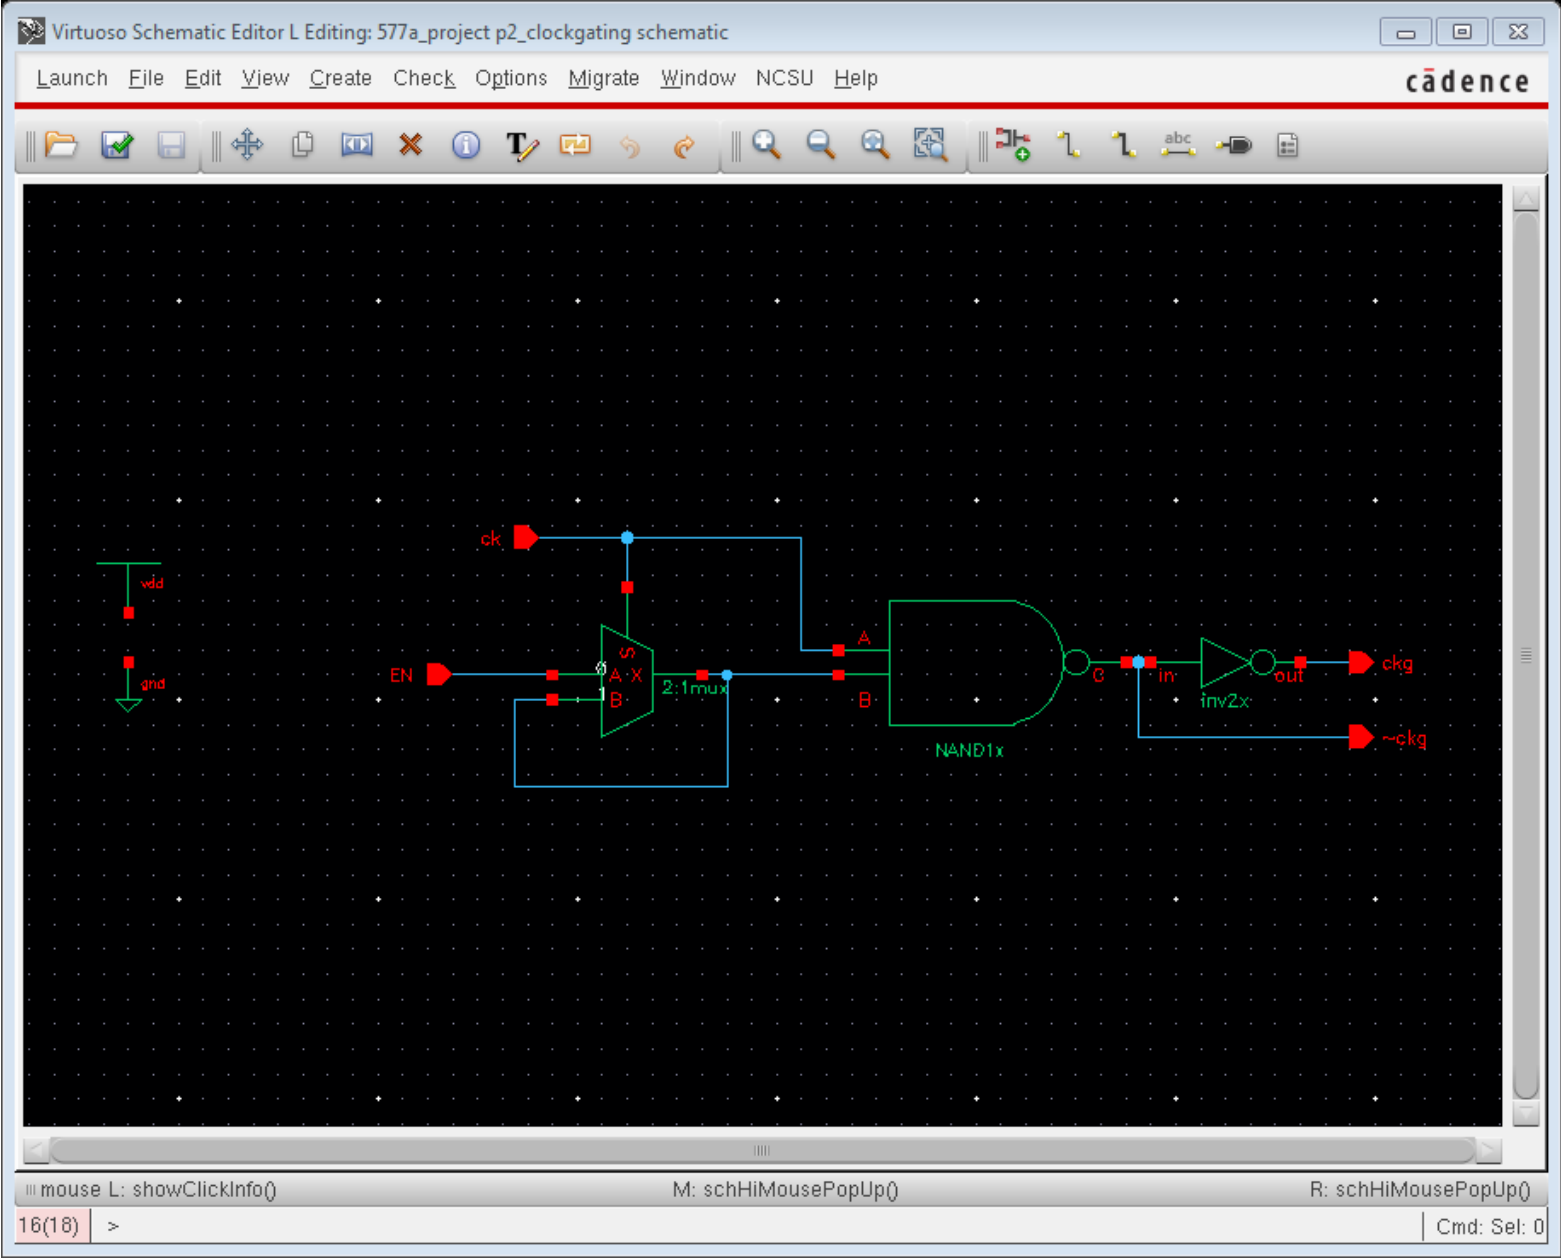 Virtuoso Schematic Editor L Editing: 577a_project p2_clockgating schematic
Launch File Edit View Create Check Options Migrate Window NCSU Help cādence
abc
ck
vdd
gnd
EN
S
0
A X
1
B
2:1mux
A
B
C
NAND1x
in
out
inv2x
ckg
~ckg
mouse L: showClickInfo() M: schHiMousePopUp() R: schHiMousePopUp()
16(18) > Cmd: Sel: 0